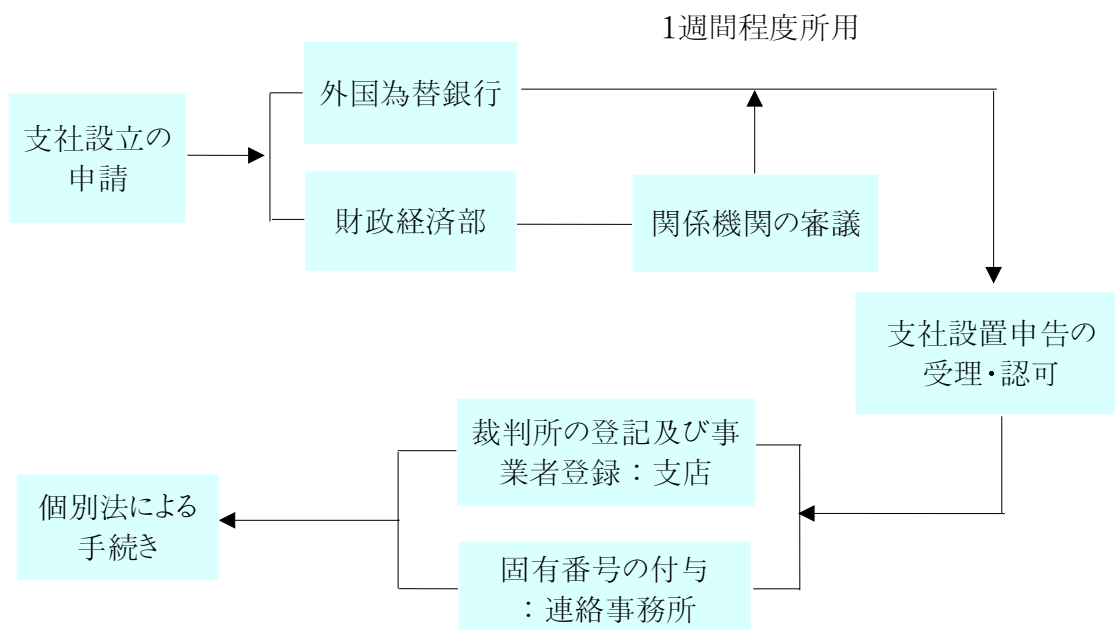 1週間程度所用
外国為替銀行
支社設立の
申請
財政経済部
関係機関の審議
支社設置申告の
受理・認可
裁判所の登記及び事
業者登録：支店
個別法による
手続き
固有番号の付与
：連絡事務所